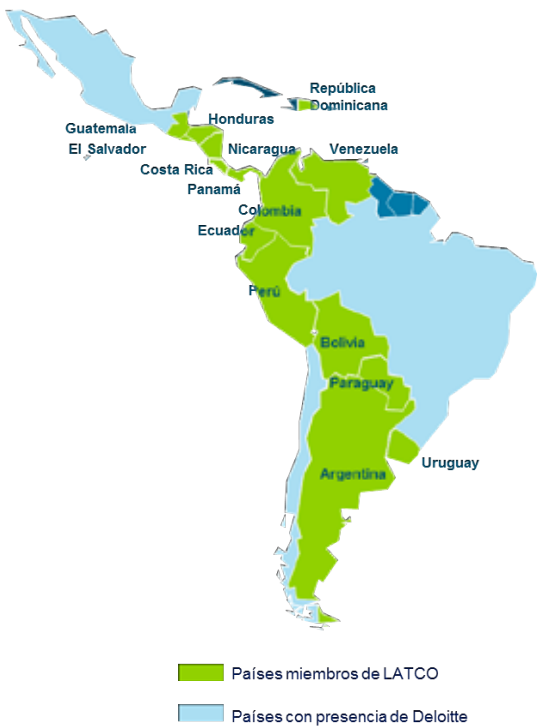 República
Dominicana
Honduras
Guatemala
El Salvador
Nicaragua
Venezuela
Costa Rica
Panamá
Colombia
Ecuador
Perú
Bolivia
Paraguay
Uruguay
Argentina
Países miembros de LATCO
Países con presencia de Deloitte